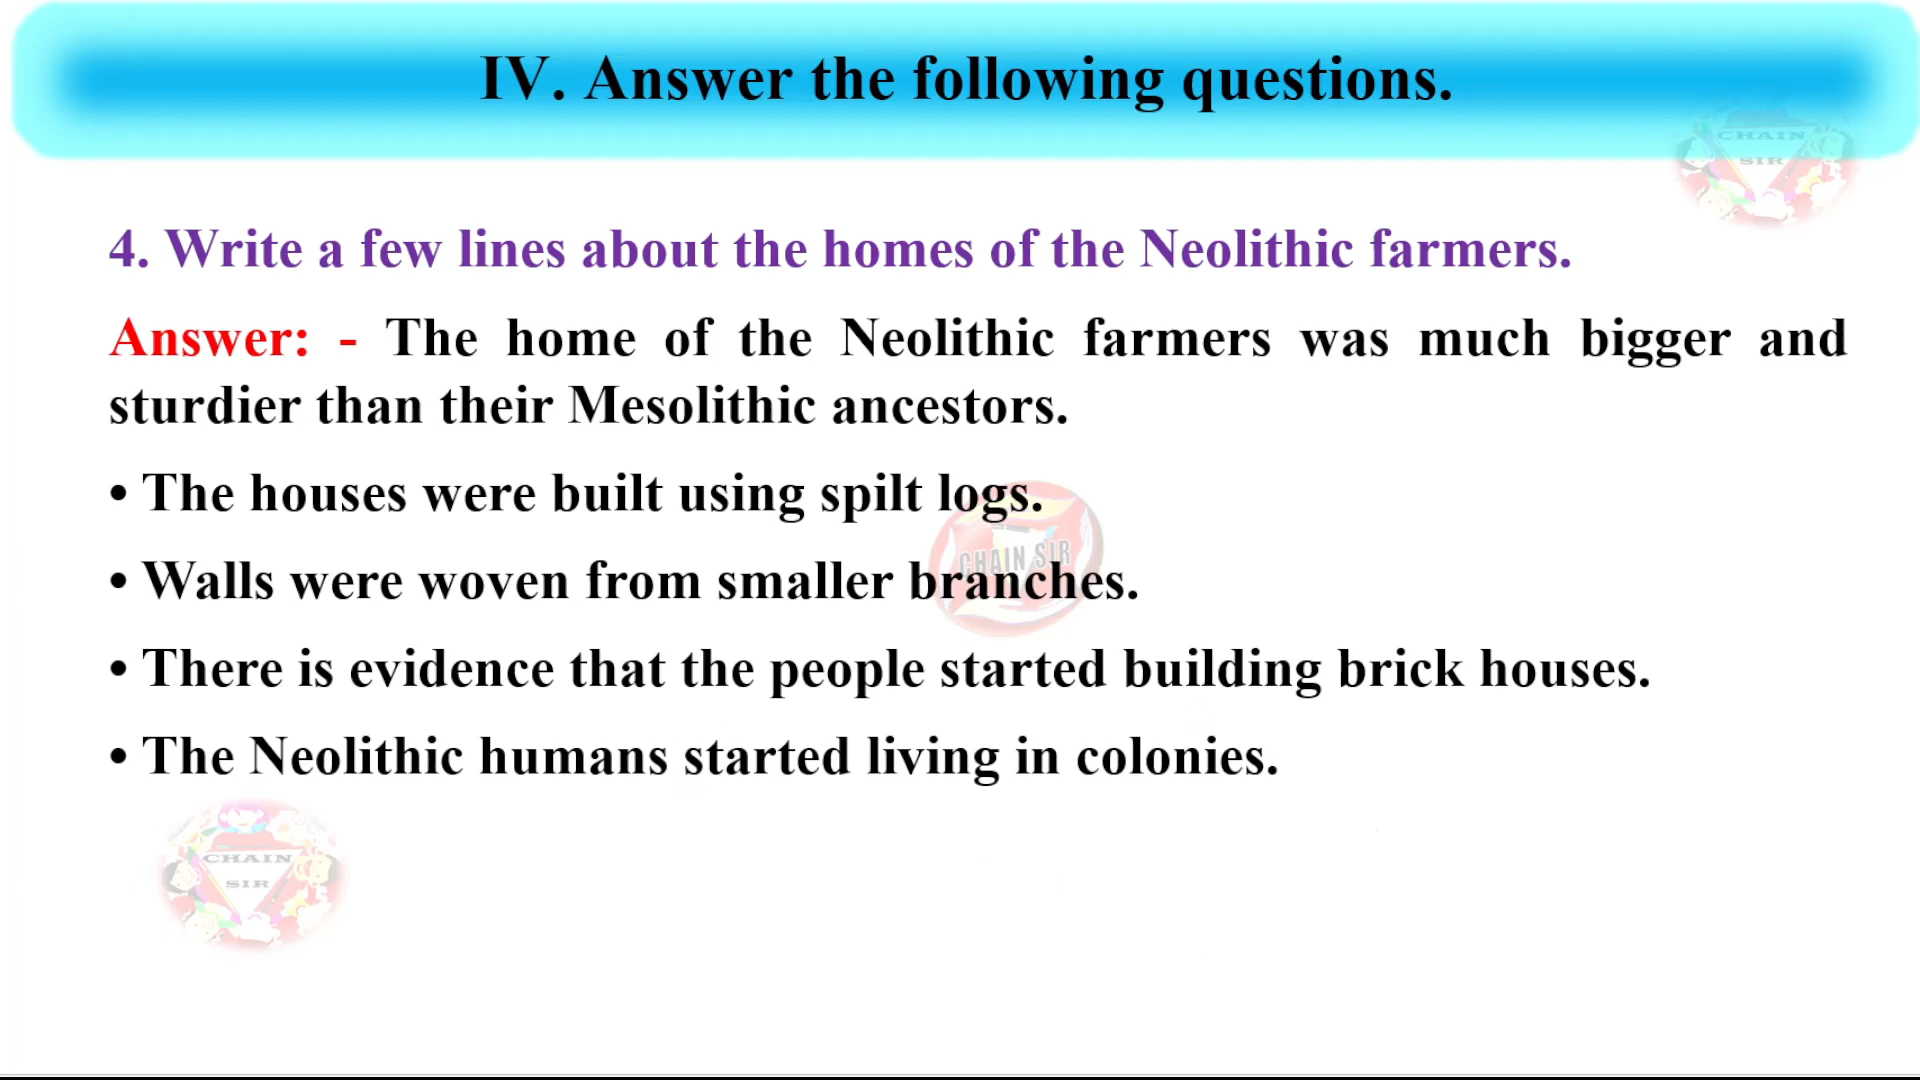 IV. Answer the following questions.
CHAIN
SIR
4. Write a few lines about the homes of the Neolithic farmers.
Answer: - The home of the Neolithic farmers was much bigger and
sturdier than their Mesolithic ancestors.
• The houses were built using spilt logs.
CHAIN SIR
• Walls were woven from smaller branches.
• There is evidence that the people started building brick houses.
• The Neolithic humans started living in colonies.
CHAIN
SIR